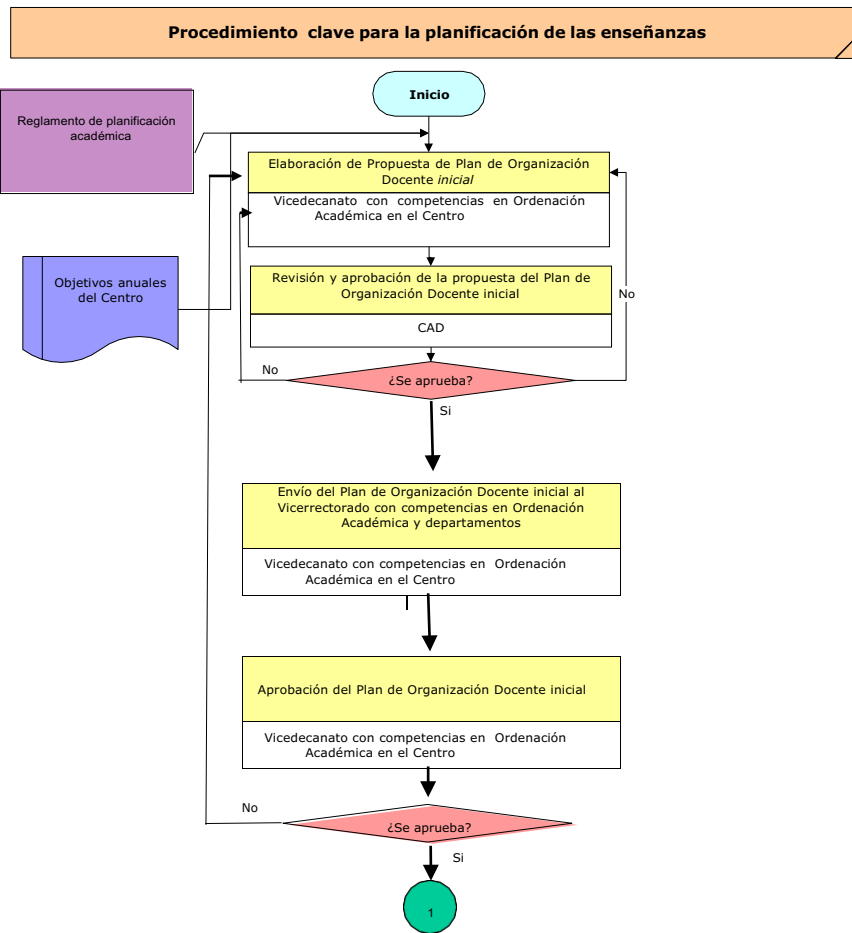 Procedimiento clave para la planificación de las enseñanzas
Inicio
Reglamento de planificación
académica
Elaboración de Propuesta de Plan de Organización
Docente inicial
Vicedecanato con competencias en Ordenación
Académica en el Centro
Objetivos anuales
del Centro
Revisión y aprobación de la propuesta del Plan de
Organización Docente inicial
No
CAD
No
¿Se aprueba?
Si
Envío del Plan de Organización Docente inicial al
Vicerrectorado con competencias en Ordenación
Académica y departamentos
Vicedecanato con competencias en Ordenación
Académica en el Centro
Aprobación del Plan de Organización Docente inicial
Vicedecanato con competencias en Ordenación
Académica en el Centro
No
¿Se aprueba?
Si
1